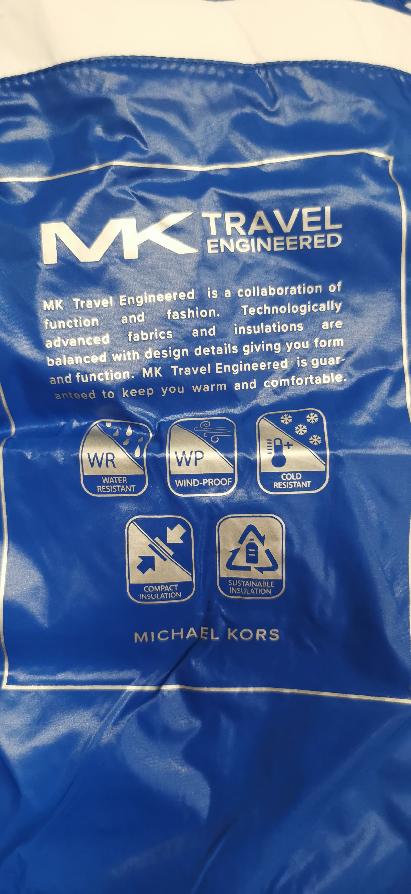 MK TRAVEL
ENGINEERED
MK Travel Engineered is a collaboration of
function and fashion. Technologically
advanced fabrics and insulations are
balanced with design details giving you form
and function. MK Travel Engineered is guar-
anteed to keep you warm and comfortable.
WR
WATER
RESISTANT
WP
WIND-PROOF
+
COLD
RESISTANT
COMPACT
INSULATION
SUSTAINABLE
INSULATION
MICHAEL KORS